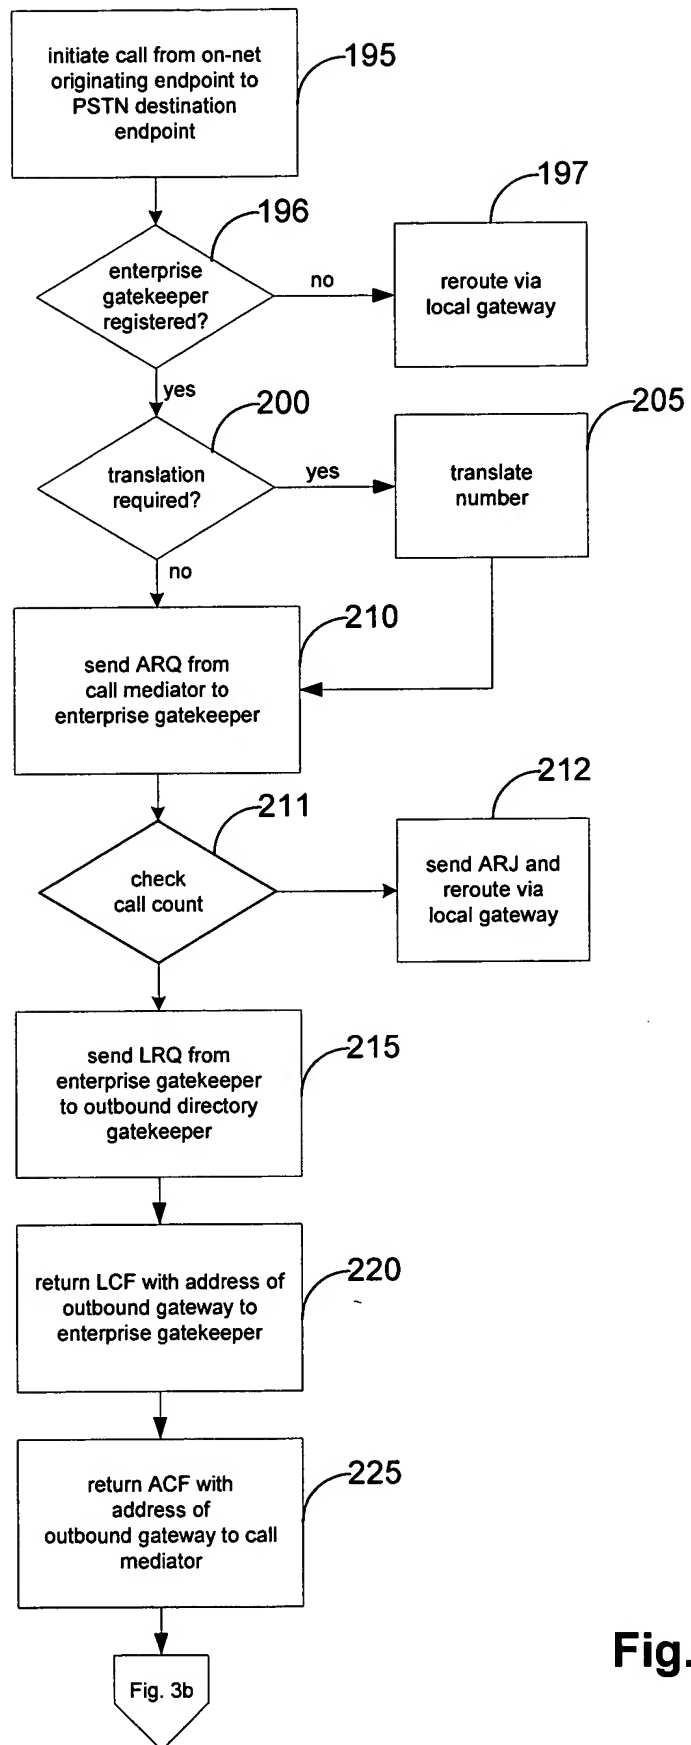 initiate call from on-net
originating endpoint to
PSTN destination
endpoint
195
196
enterprise
gatekeeper
registered?
no
197
reroute via
local gateway
yes
200
translation
required?
yes
205
translate
number
no
210
send ARQ from
call mediator to
enterprise gatekeeper
211
check
call count
212
send ARJ and
reroute via
local gateway
215
send LRQ from
enterprise gatekeeper
to outbound directory
gatekeeper
220
return LCF with address of
outbound gateway to
enterprise gatekeeper
225
return ACF with
address of
outbound gateway to call
mediator
Fig. 3b
Fig.